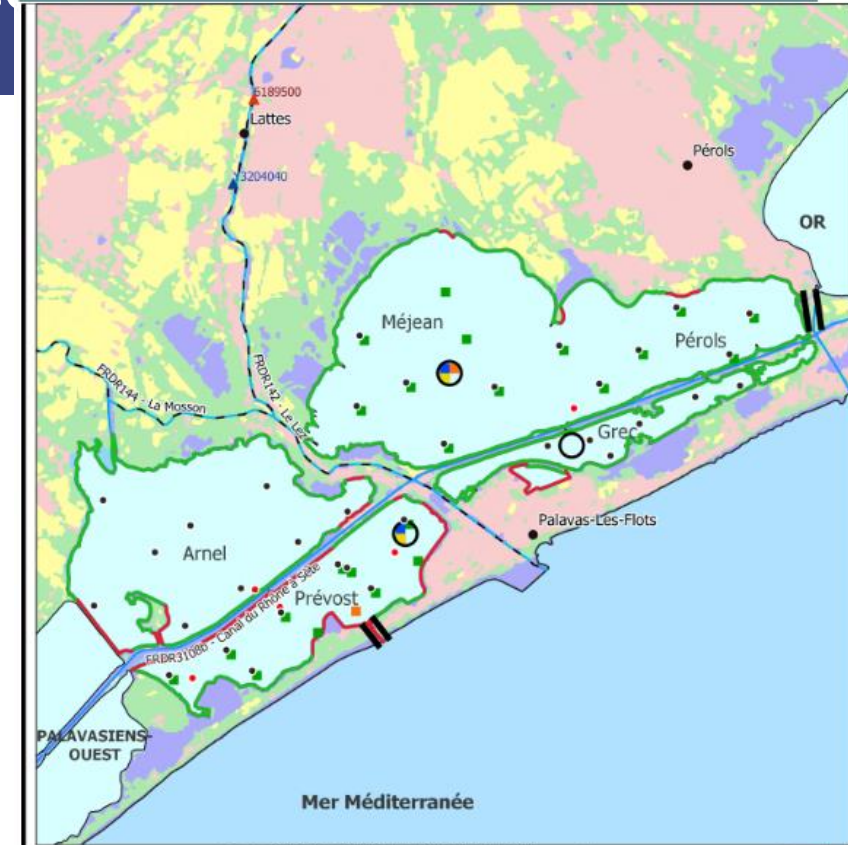 6189500
Lattes
Y3204040
Pérols
OR
Méjean
Pérols
FRDR142 - Le Lez
FRDR144 - La Mosson
Grec
Palavas-Les-Flots
Arnel
Prévost
FRDR3108b - Canal du Rhône à Sète
PALAVASIENS-
OUEST
Mer Méditerranée